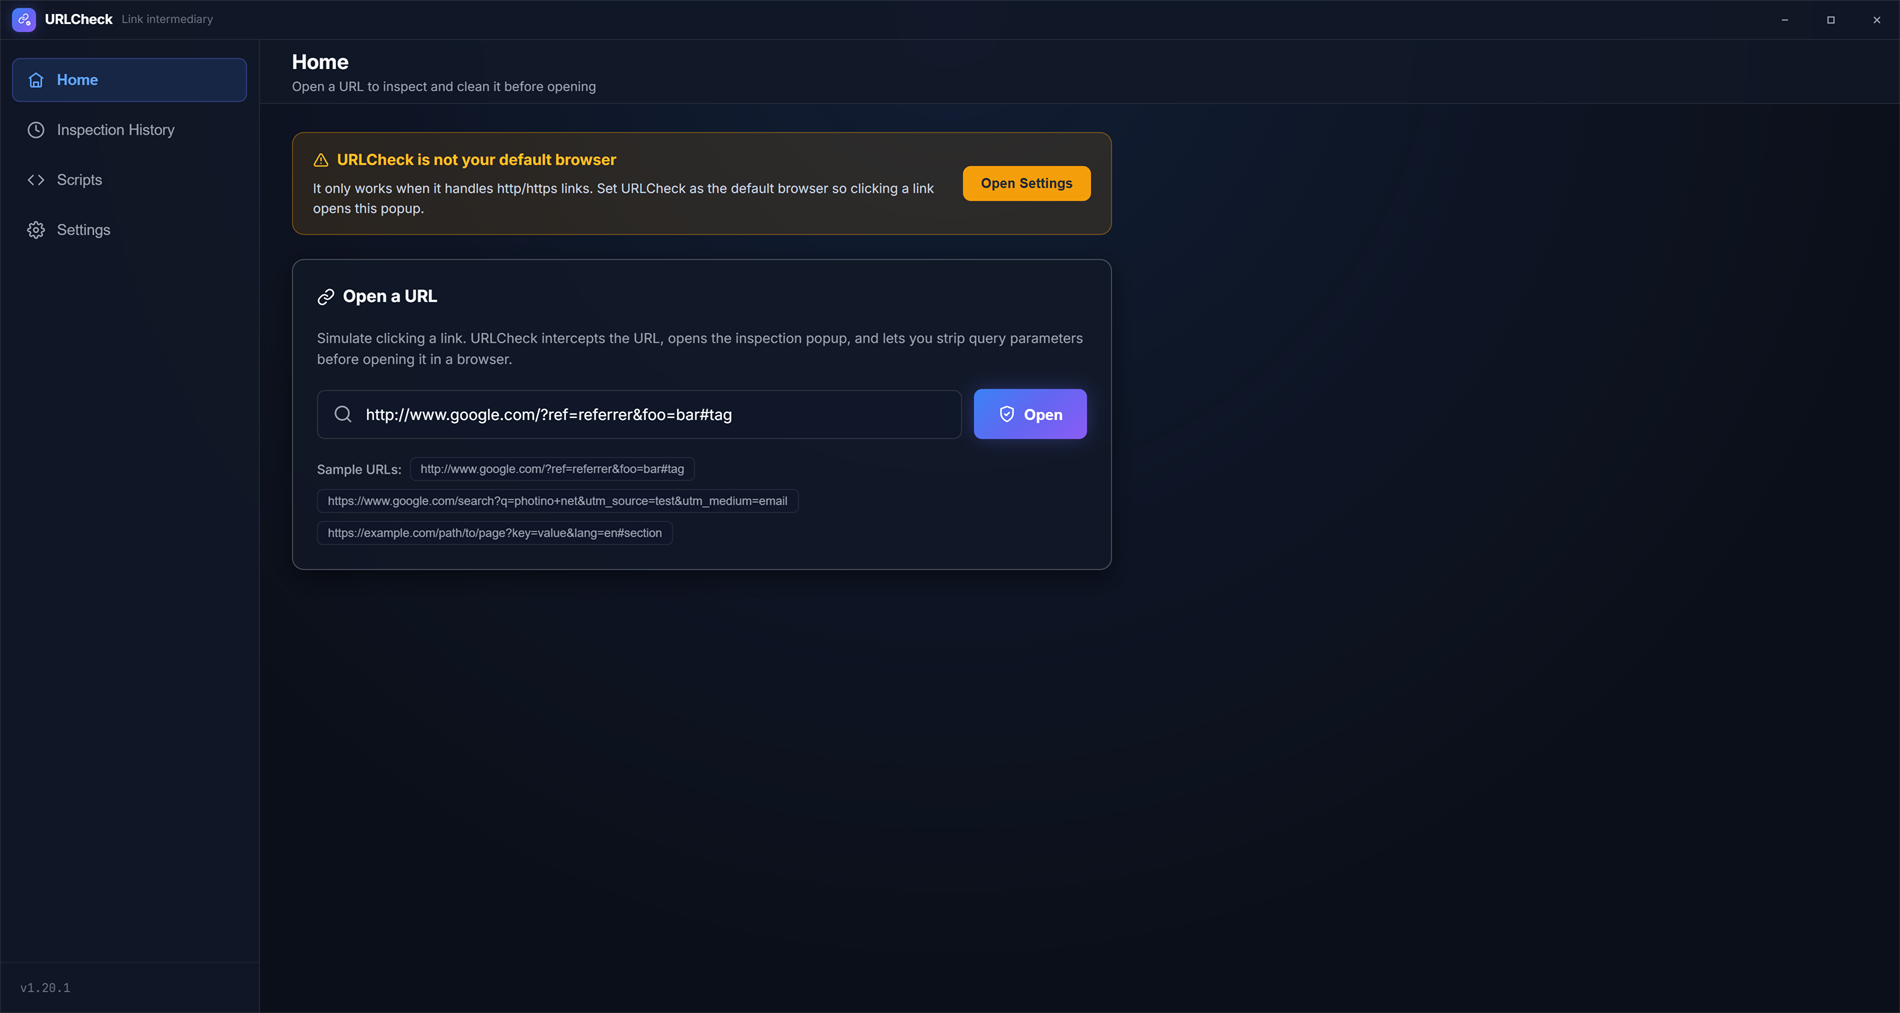 URLCheck Link intermediary
Home
Inspection History
Scripts
Settings
v1.20.1
Home
Open a URL to inspect and clean it before opening
URLCheck is not your default browser
It only works when it handles http/https links. Set URLCheck as the default browser so clicking a link
opens this popup.
Open Settings
Open a URL
Simulate clicking a link. URLCheck intercepts the URL, opens the inspection popup, and lets you strip query parameters
before opening it in a browser.
http://www.google.com/?ref=referrer&foo=bar#tag
Open
Sample URLs: http://www.google.com/?ref=referrer&foo=bar#tag
https://www.google.com/search?q=photino+net&utm_source=test&utm_medium=email
https://example.com/path/to/page?key=value&lang=en#section